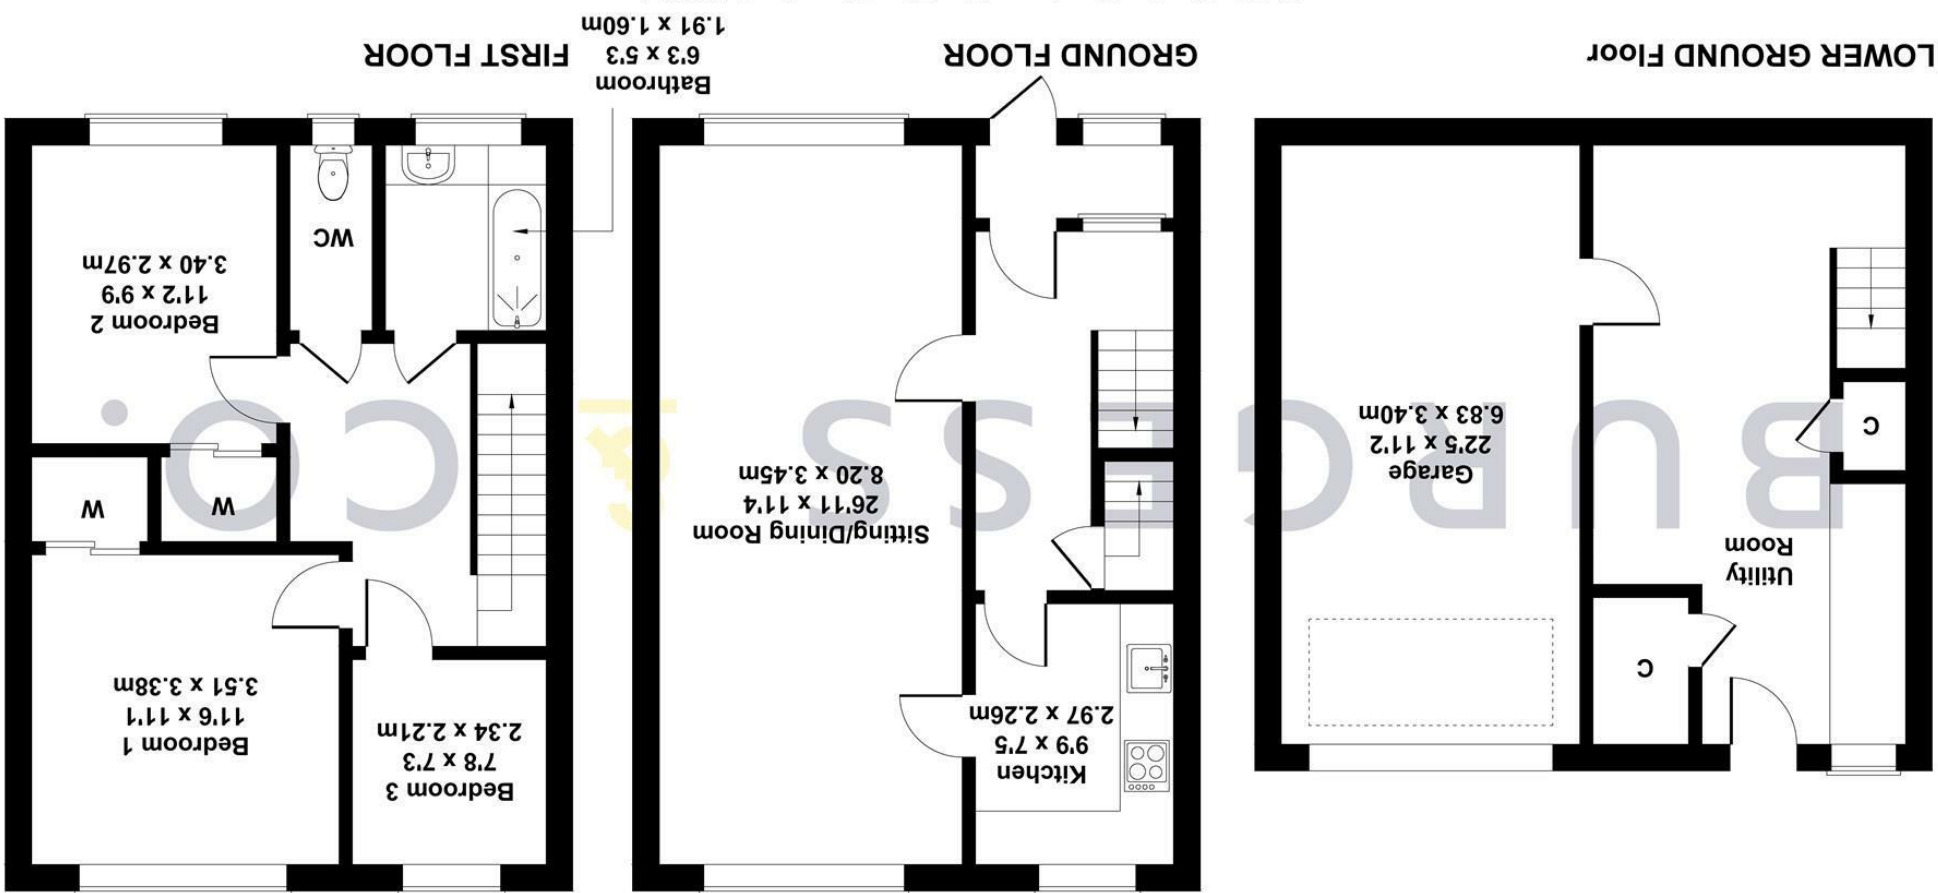 Utility
Room
C
C
Garage
22'5 x 11'2
6.83 x 3.40m
LOWER GROUND Floor
Kitchen
9'9 x 7'5
2.97 x 2.26m
Sitting/Dining Room
26'11 x 11'4
8.20 x 3.45m
GROUND FLOOR
Bedroom 3
7'8 x 7'3
2.34 x 2.21m
Bedroom 1
11'6 x 11'1
3.51 x 3.38m
W
W
Bedroom 2
11'2 x 9'9
3.40 x 2.97m
WC
Bathroom
6'3 x 5'3
1.91 x 1.60m
FIRST FLOOR
BURGESS & CO.